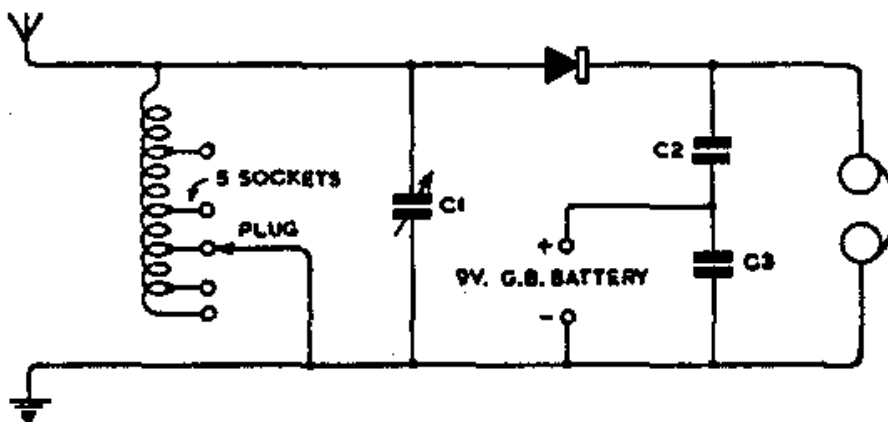 5 SOCKETS
PLUG
C1
C2
+
9V. G.B. BATTERY
-
C3